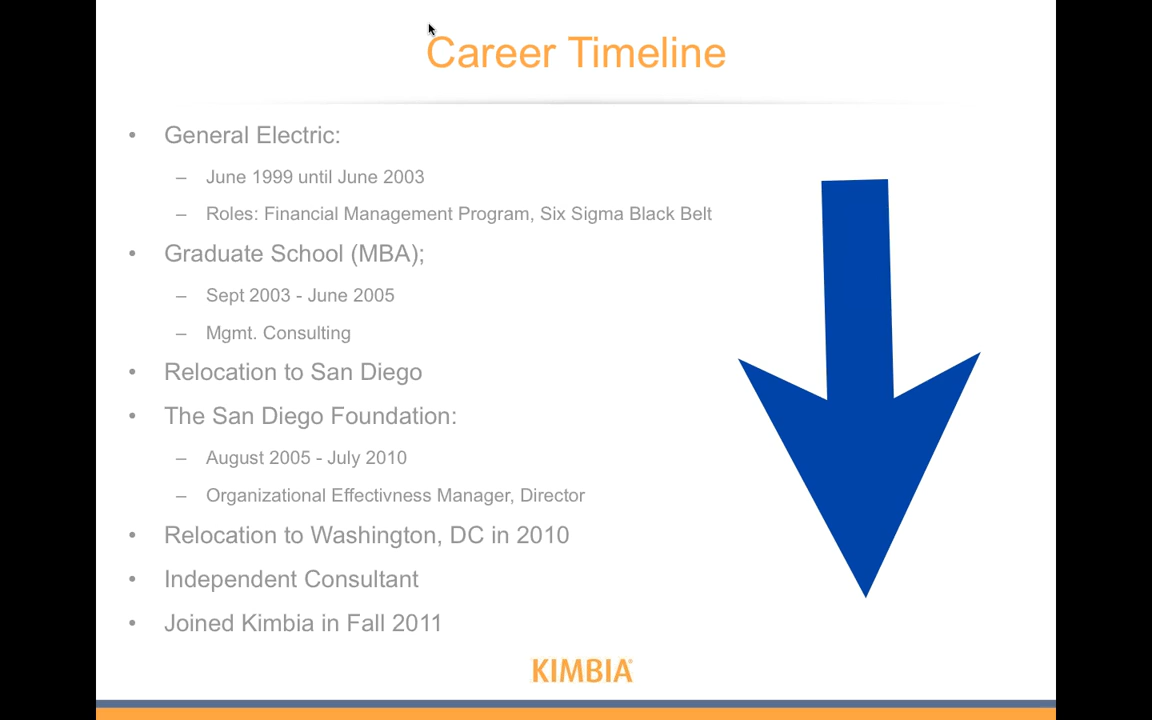 Career Timeline
• General Electric:
– June 1999 until June 2003
– Roles: Financial Management Program, Six Sigma Black Belt
• Graduate School (MBA);
– Sept 2003 - June 2005
– Mgmt. Consulting
• Relocation to San Diego
• The San Diego Foundation:
– August 2005 - July 2010
– Organizational Effectivness Manager, Director
• Relocation to Washington, DC in 2010
• Independent Consultant
• Joined Kimbia in Fall 2011
KIMBIA®